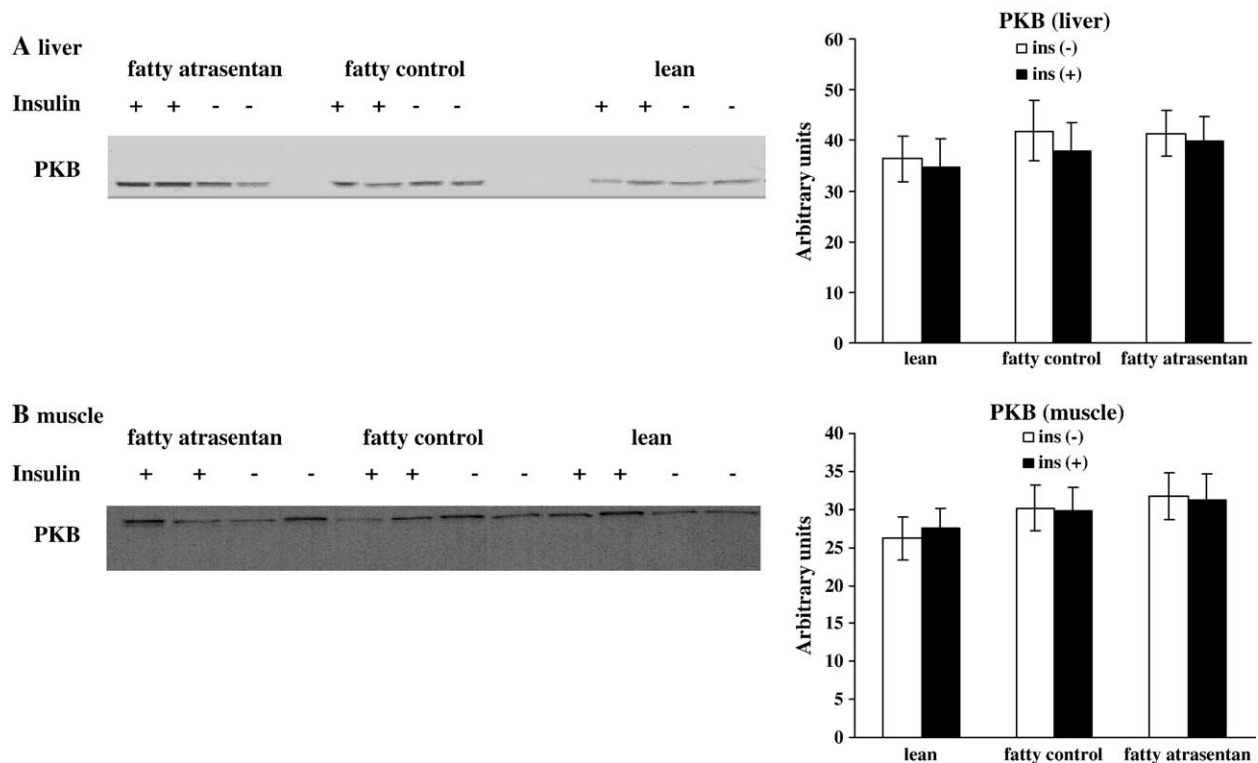 A liver
fatty atrasentan fatty control lean
Insulin + + - - + + - - + + - -
PKB
PKB (liver)
ins (-)
ins (+)
Arbitrary units
60
50
40
30
20
10
0
lean fatty control fatty atrasentan
B muscle
fatty atrasentan fatty control lean
Insulin + + - - + + - - + + - -
PKB
PKB (muscle)
ins (-)
ins (+)
Arbitrary units
40
35
30
25
20
15
10
5
0
lean fatty control fatty atrasentan